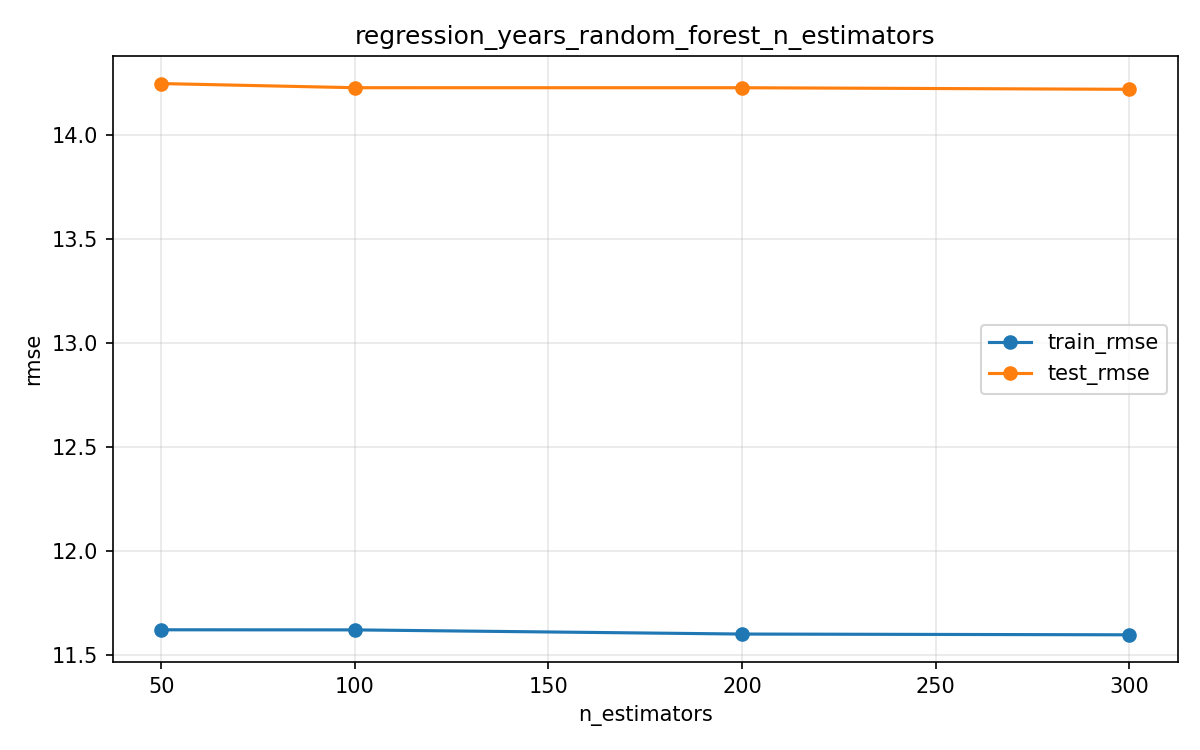 regression_years_random_forest_n_estimators
rmse
14.0
13.5
13.0
12.5
12.0
11.5
train_rmse
test_rmse
50
100
150
200
250
300
n_estimators